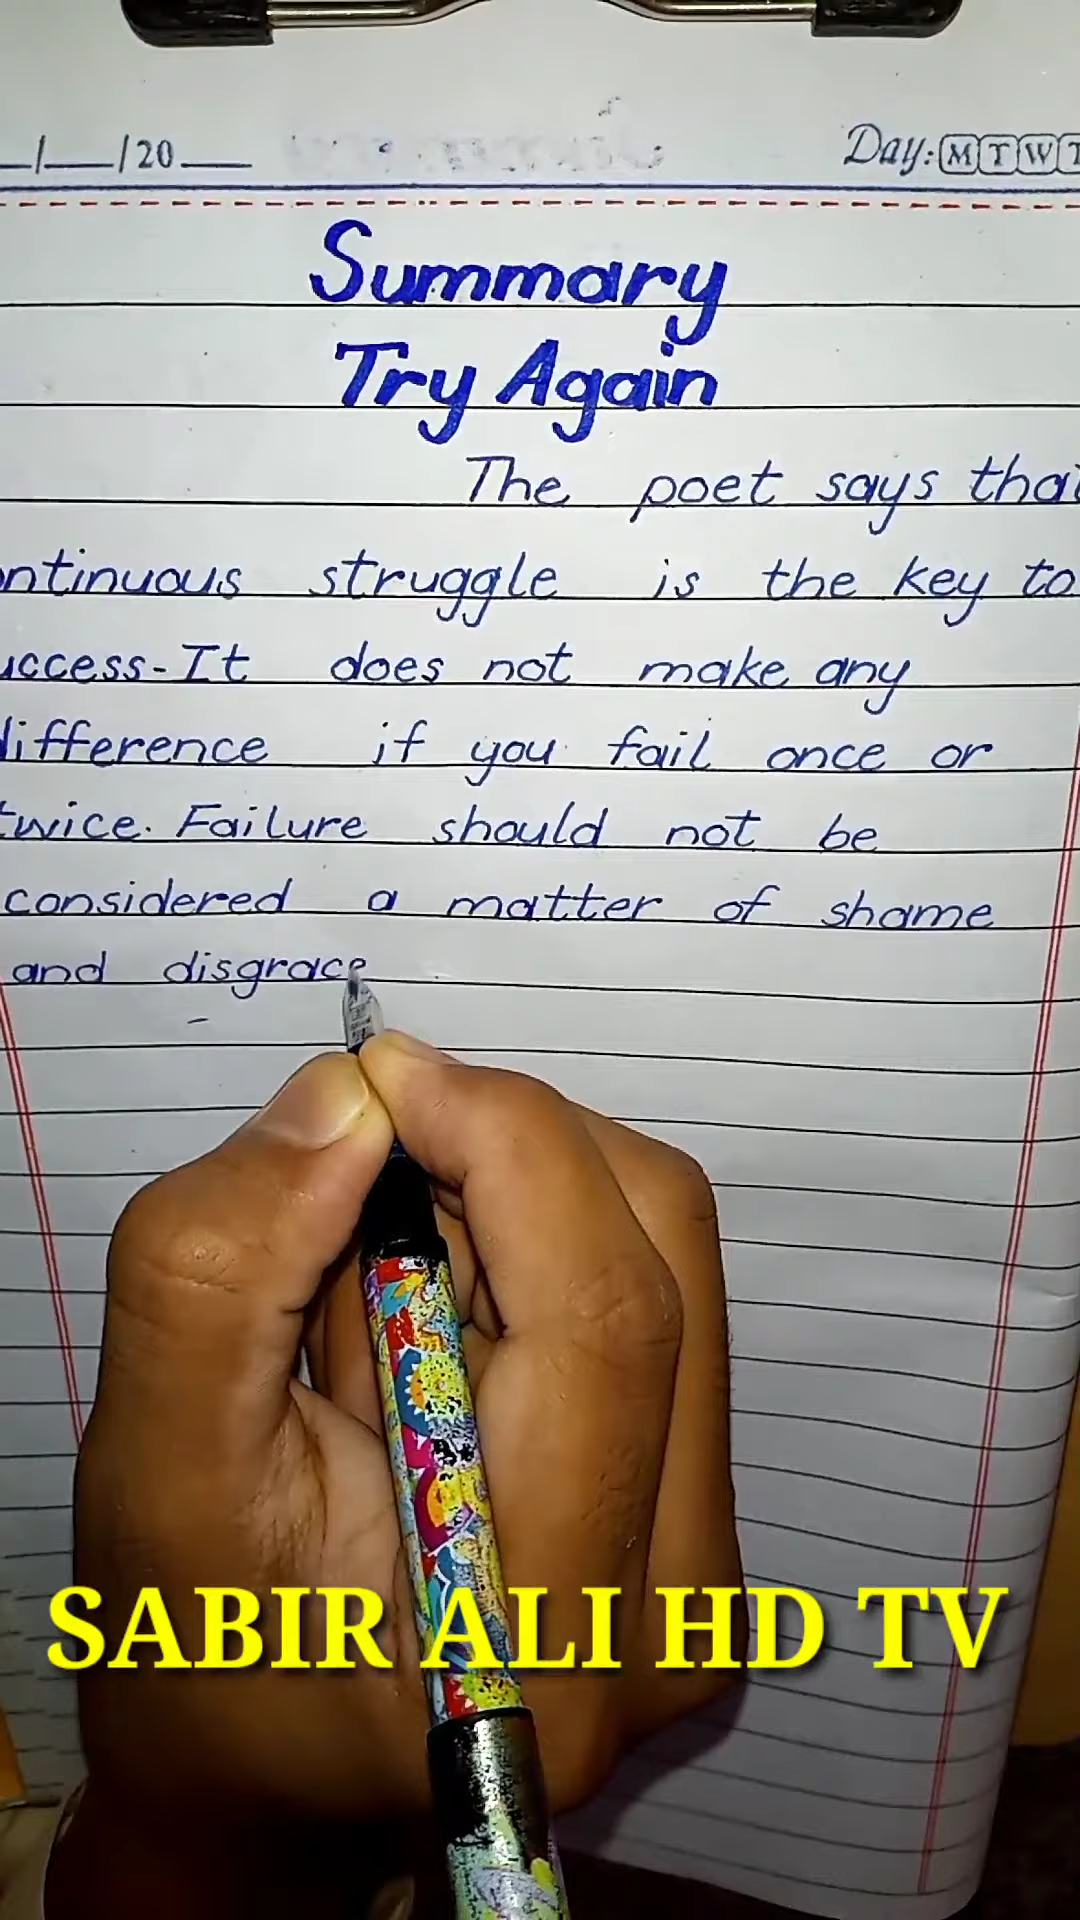 / /20
Day: M T W T
Summary
Try Again
The poet says that
ontinuous struggle is the key to
uccess-It does not make any
difference if you fail once or
twice. Failure should not be
considered a matter of shame
and disgrace
SABIR ALI HD TV